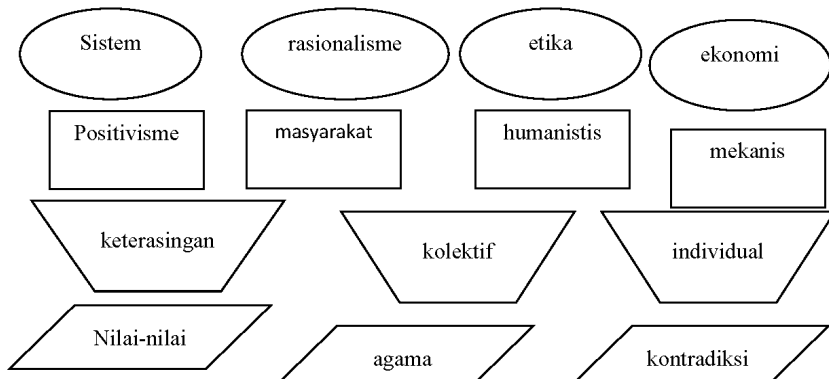 Sistem
rasionalisme
etika
ekonomi
Positivisme
masyarakat
humanistis
mekanis
keterasingan
kolektif
individual
Nilai-nilai
agama
kontradiksi